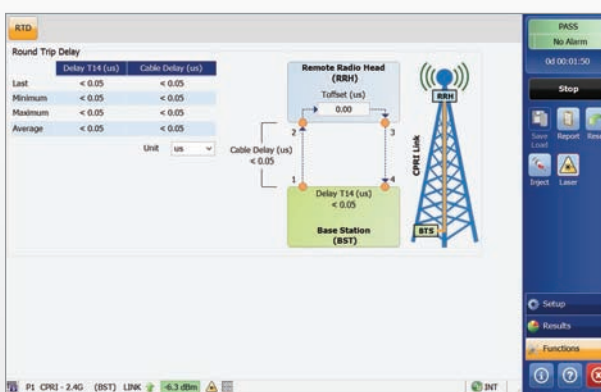 RTD
Round Trip Delay
Delay T14 (us) Cable Delay (us)
Last < 0.05 < 0.05
Minimum < 0.05 < 0.05
Maximum < 0.05 < 0.05
Average < 0.05 < 0.05
Unit us
Remote Radio Head
(RRH)
Toffset (us)
0.00
2 3
Cable Delay (us)
< 0.05
1 4
Delay T14 (us)
< 0.05
Base Station
(BST)
RRH
CPRI Link
BTS
PASS
No Alarm
0d 00:01:50
Stop
Save
Load
Report
Inject Laser
Setup
Results
Functions
P1 CPRI - 2.4G (BST) LINK -6.3 dBm INT